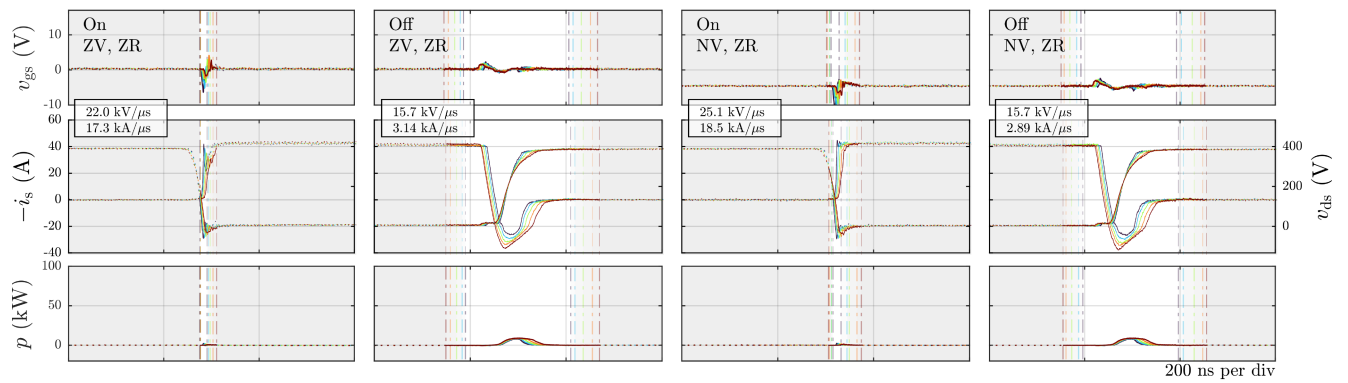 On
ZV, ZR
Off
ZV, ZR
On
NV, ZR
Off
NV, ZR
v_gs (V)
10
0
-10
22.0 kV/μs
17.3 kA/μs
15.7 kV/μs
3.14 kA/μs
25.1 kV/μs
18.5 kA/μs
15.7 kV/μs
2.89 kA/μs
−i_s (A)
60
40
20
0
-20
-40
400
200
0
v_ds (V)
p (kW)
100
50
0
200 ns per div